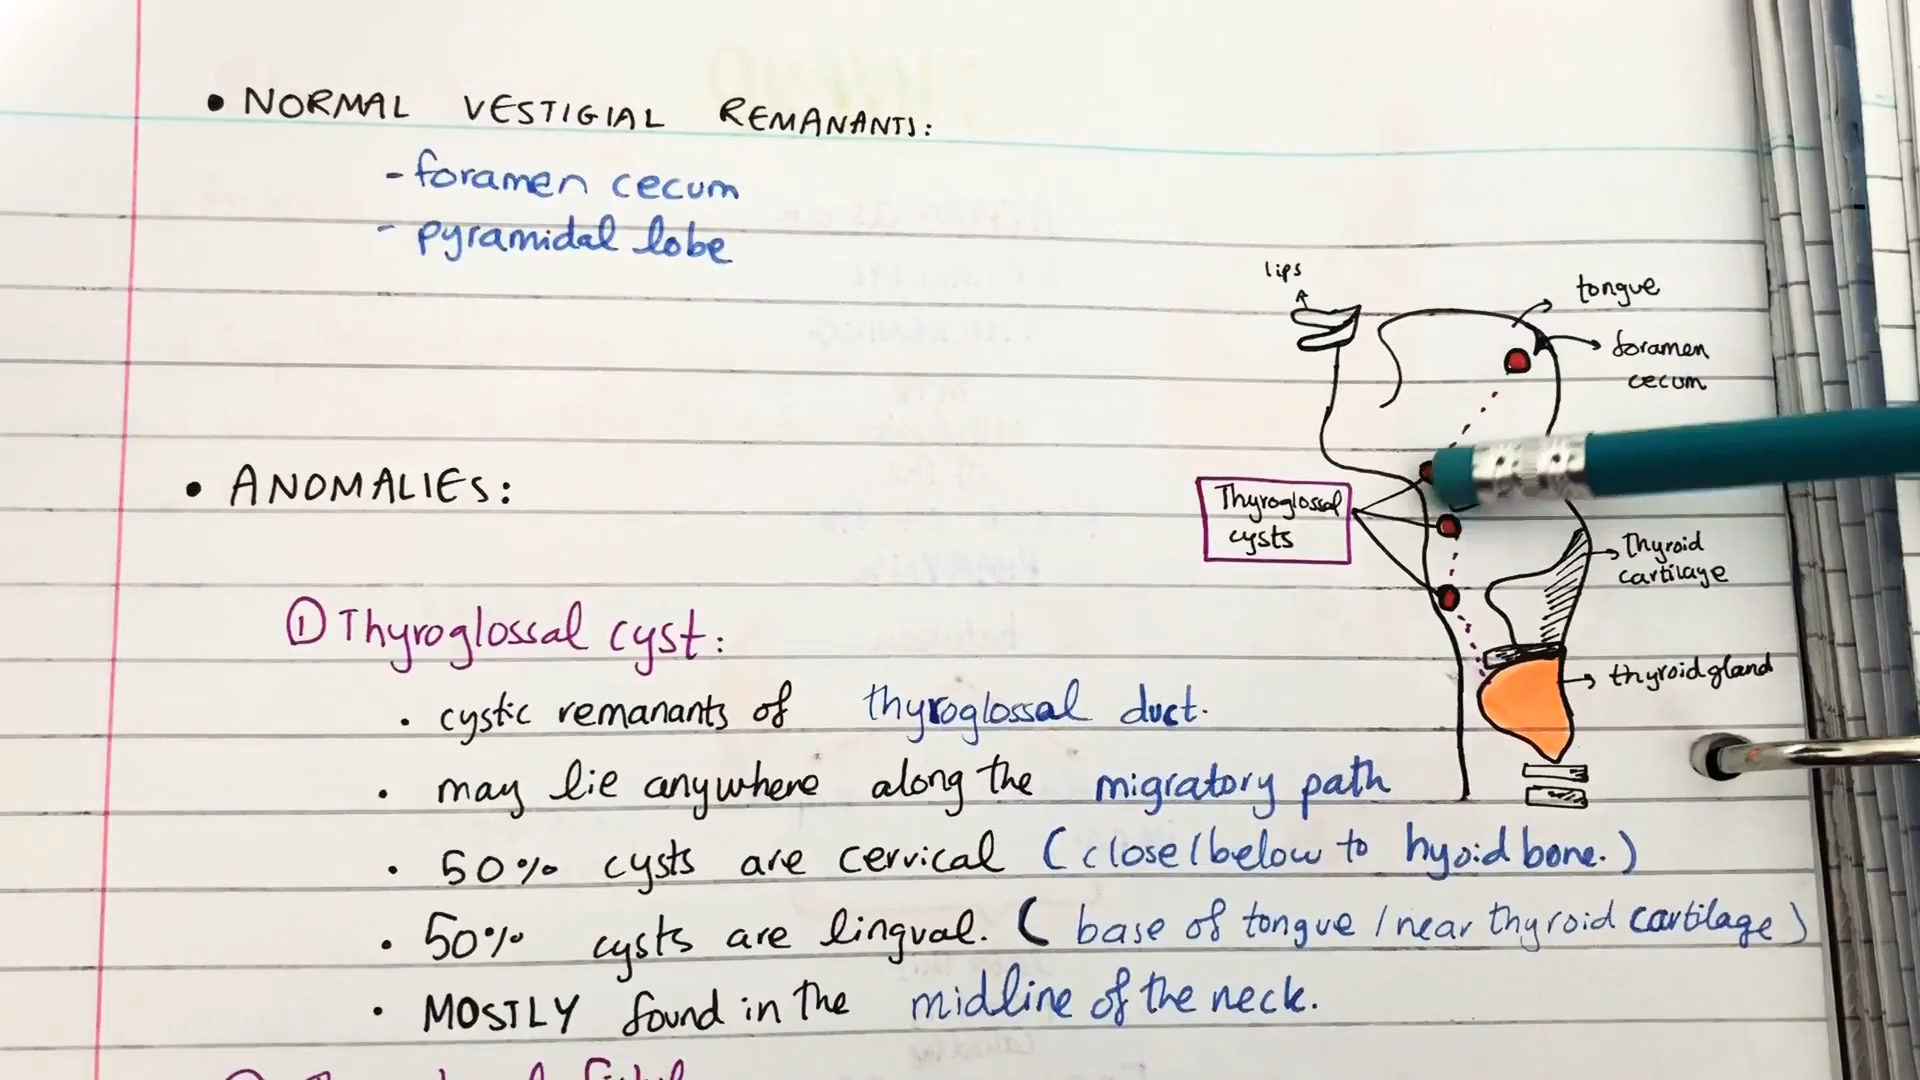 • NORMAL VESTIGIAL REMANANTS:
- foramen cecum
- pyramidal lobe
lips
tongue
foramen
cecum
• ANOMALIES:
Thyroglossal
cysts
Thyroid
cartilage
thyroid gland
① Thyroglossal cyst:
. cystic remanants of thyroglossal duct.
. may lie anywhere along the migratory path
. 50% cysts are cervical (close/below to hyoid bone.)
. 50% cysts are lingual. (base of tongue / near thyroid cartilage)
. MOSTLY found in the midline of the neck.